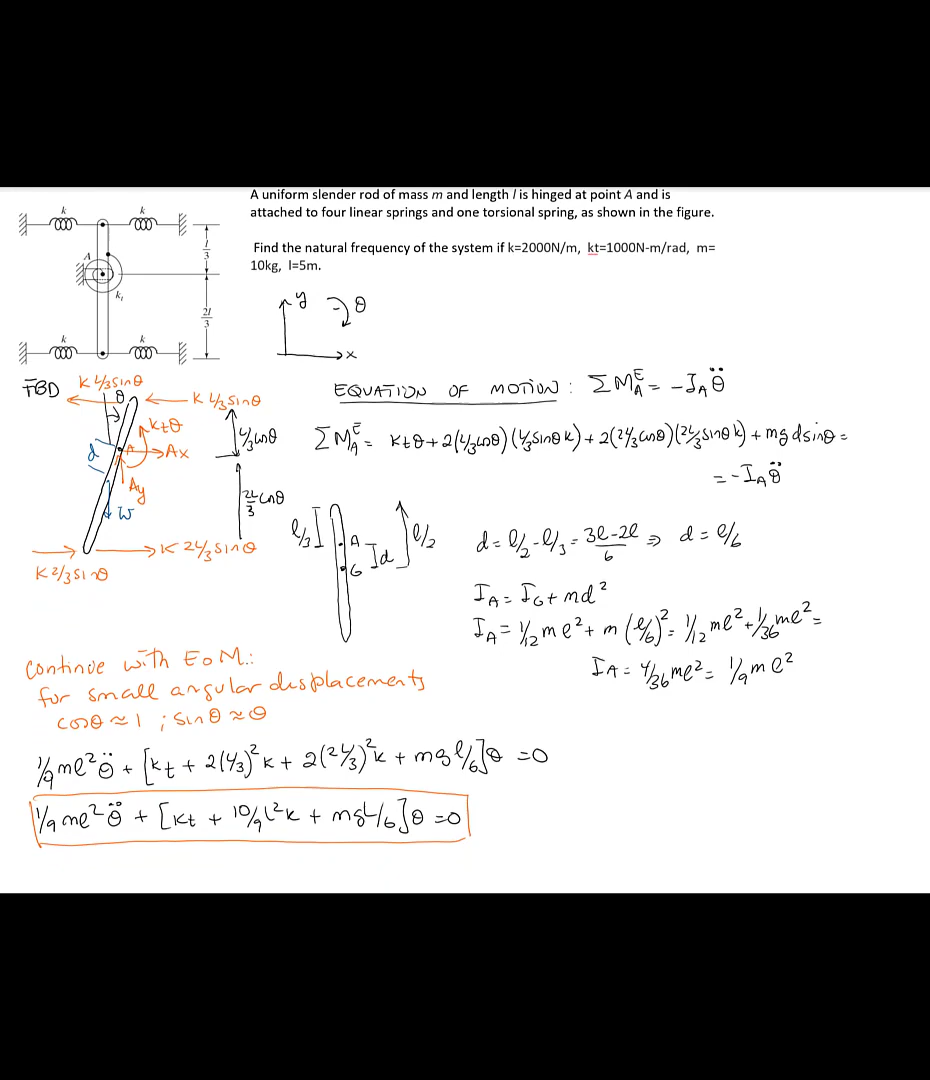 A uniform slender rod of mass m and length l is hinged at point A and is
attached to four linear springs and one torsional spring, as shown in the figure.
Find the natural frequency of the system if k=2000N/m, kt=1000N-m/rad, m=
10kg, l=5m.
k k
A
l/3
k_t
2l/3
k k
y θ
x
FBD
K L/3 sinθ
θ
K L/3 sinθ
ktθ
d A Ax
Ay
W
K 2L/3 sinθ
K 2/3 sinθ
L/3 cosθ
2L/3 cosθ
EQUATION OF MOTION: ΣM_A^E = -J_A θ̈
ΣM_A^E = ktθ + 2(L/3 cosθ)(L/3 sinθ k) + 2(2L/3 cosθ)(2L/3 sinθ k) + mg d sinθ =
= -I_A θ̈
l/3 A G d l/2
d = l/2 - l/3 = 3l-2l/6 ⇒ d = l/6
I_A = I_G + md²
I_A = 1/12 ml² + m (l/6)² = 1/12 ml² + 1/36 ml² =
I_A = 4/36 ml² = 1/9 ml²
Continue with EoM.:
for small angular displacements
cosθ ≈ 1 ; sinθ ≈ θ
1/9 ml² θ̈ + [kt + 2(L/3)² k + 2(2L/3)² k + mg l/6]θ = 0
1/9 ml² θ̈ + [kt + 10/9 L² k + mg L/6]θ = 0